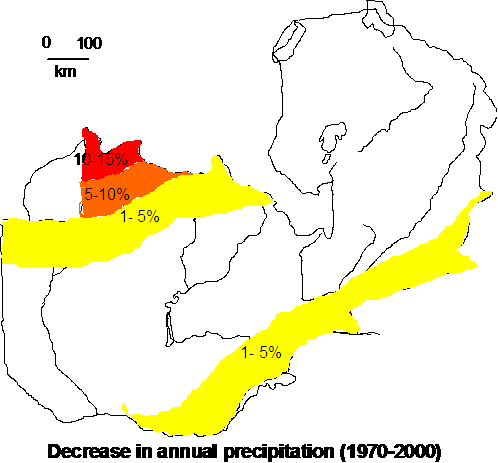 0 100
km
10-15%
5-10%
1- 5%
1- 5%
Decrease in annual precipitation (1970-2000)